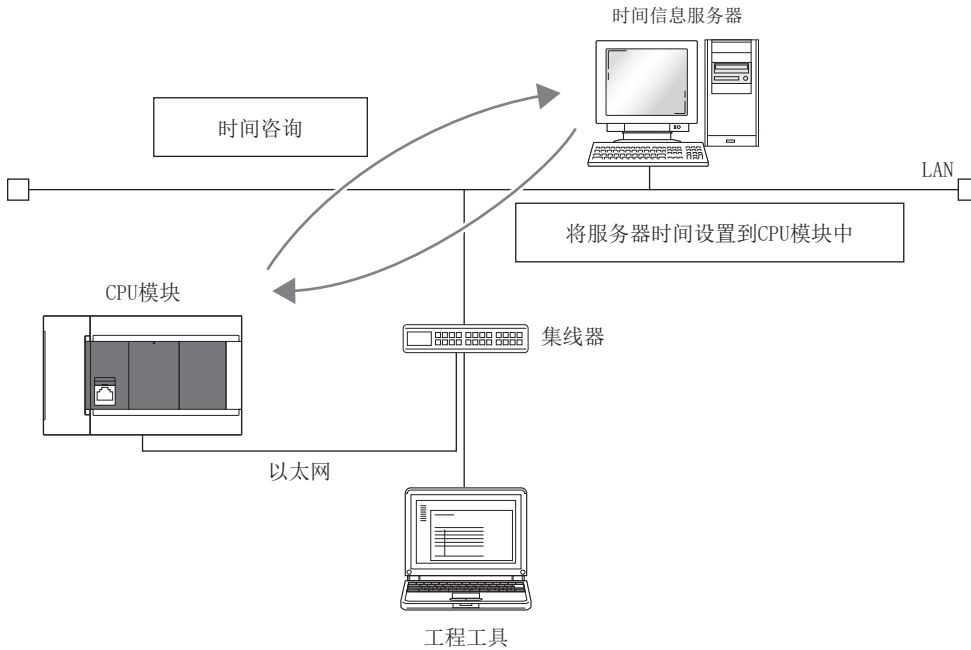 时间信息服务器
时间咨询
LAN
将服务器时间设置到CPU模块中
CPU模块
集线器
以太网
工程工具